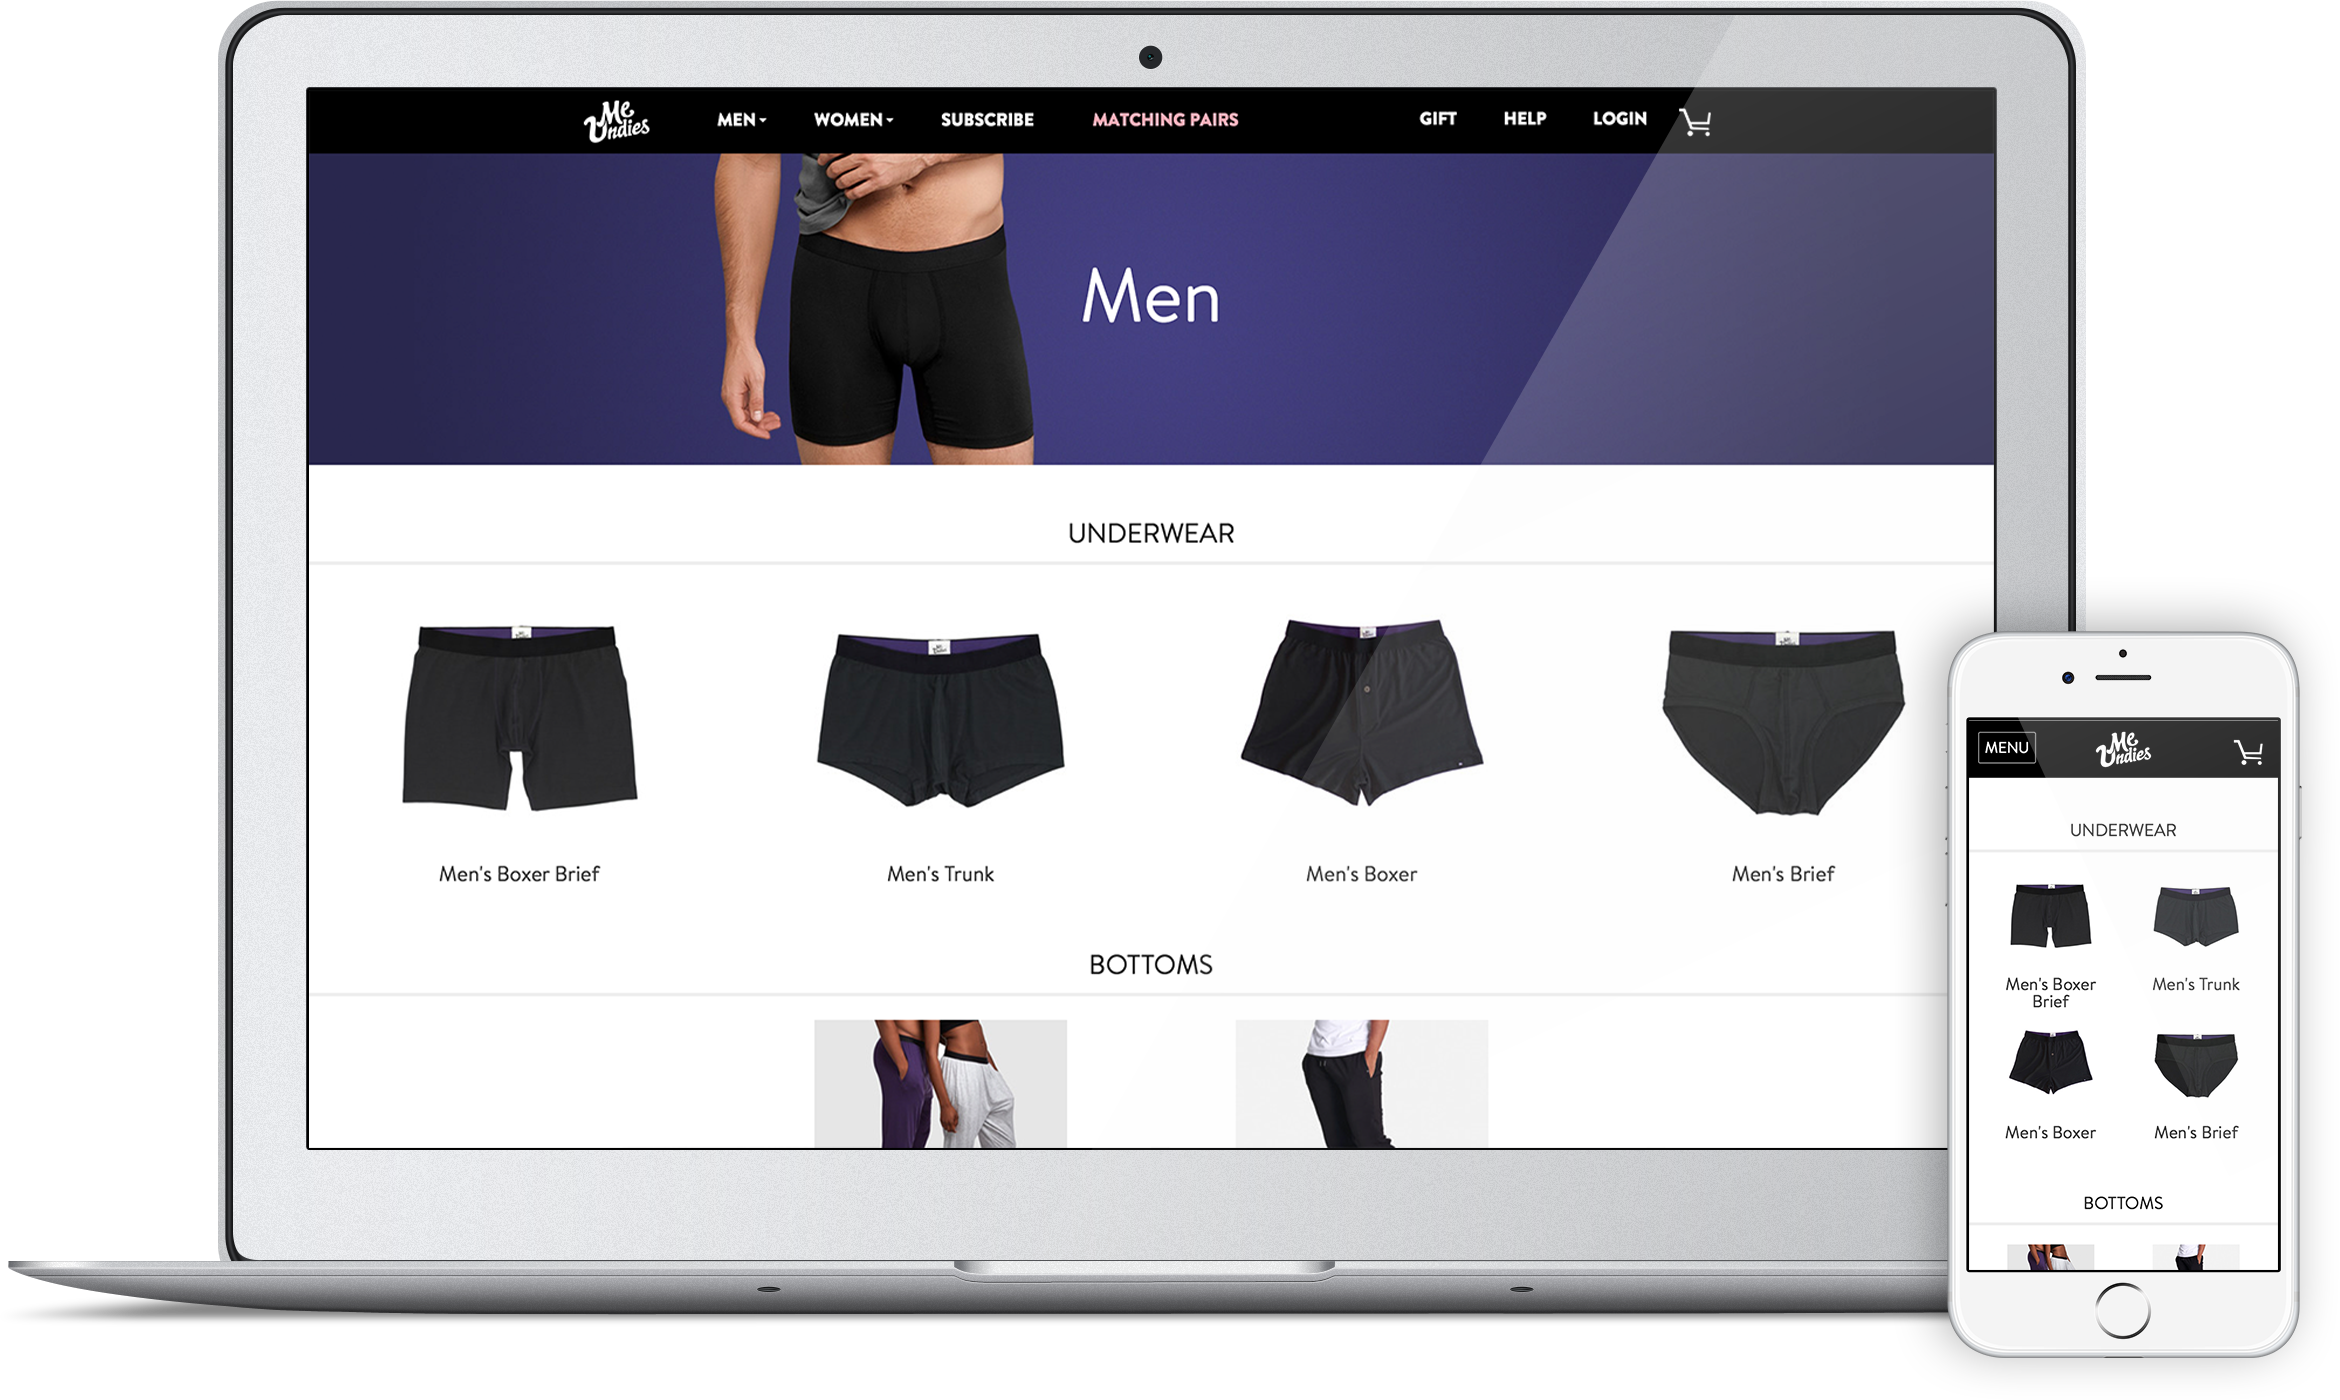 Me
Undies
MEN
WOMEN
SUBSCRIBE
MATCHING PAIRS
GIFT
HELP
LOGIN
Men
UNDERWEAR
Men's Boxer Brief
Men's Trunk
Men's Boxer
Men's Brief
BOTTOMS
MENU
Me
Undies
UNDERWEAR
Men's Boxer
Brief
Men's Trunk
Men's Boxer
Men's Brief
BOTTOMS